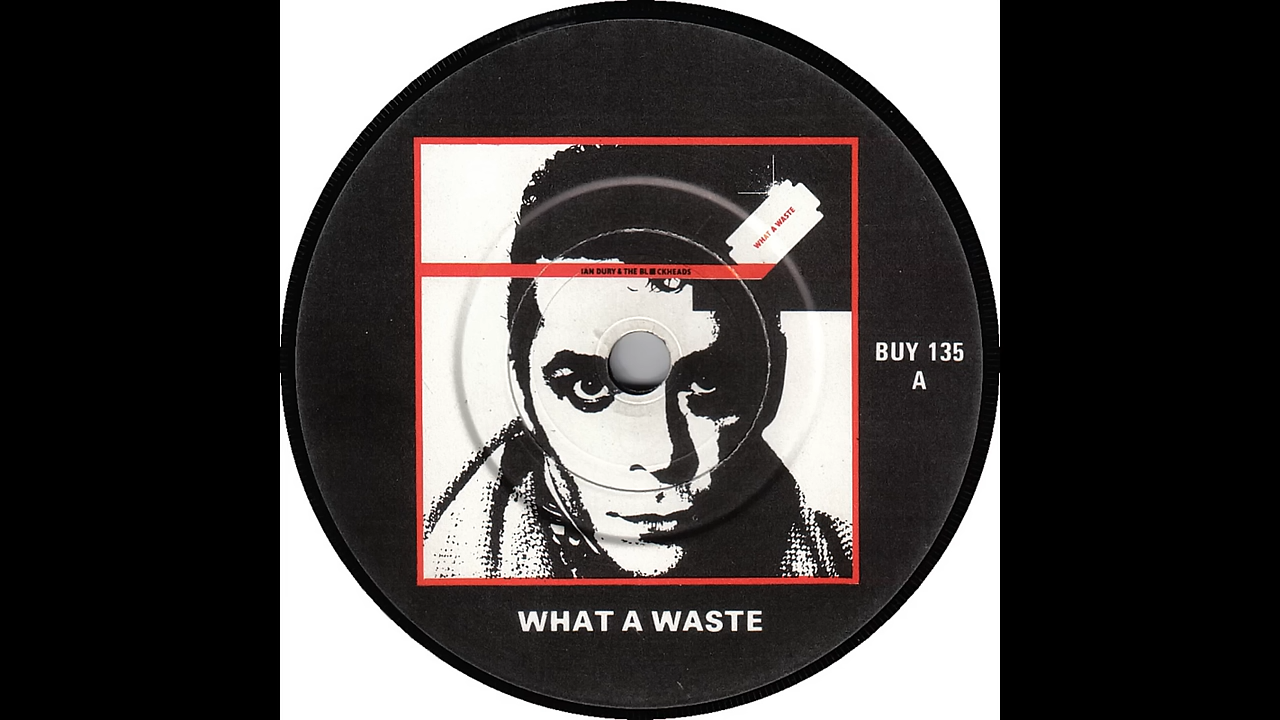 WHAT A WASTE
IAN DURY & THE BL CKHEADS
BUY 135
A
WHAT A WASTE